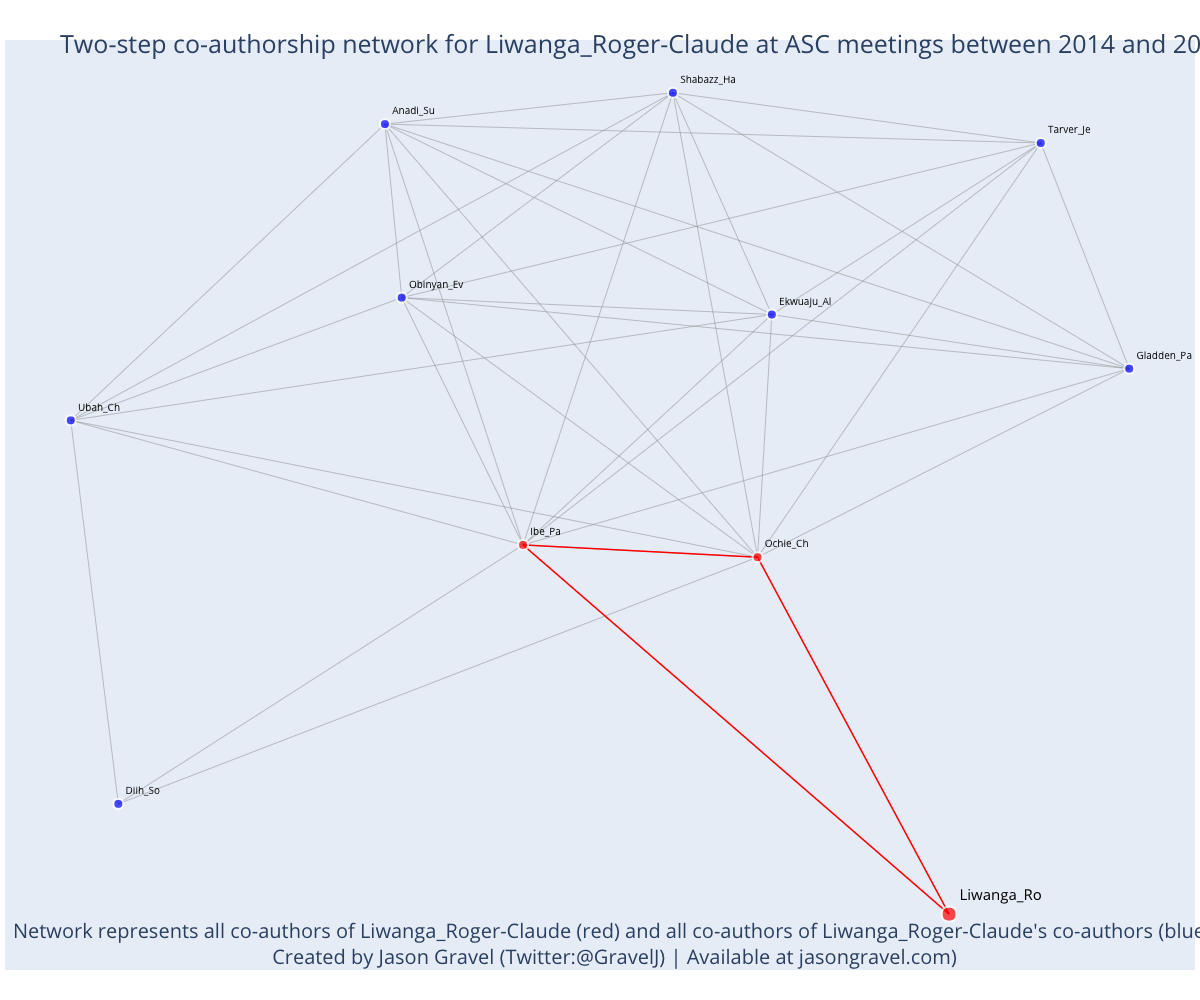 Two-step co-authorship network for Liwanga_Roger-Claude at ASC meetings between 2014 and 20
Shabazz_Ha
Anadi_Su
Tarver_Je
Obinyan_Ev
Ekwuaju_Al
Gladden_Pa
Ubah_Ch
Ibe_Pa
Ochie_Ch
Diih_So
Liwanga_Ro
Network represents all co-authors of Liwanga_Roger-Claude (red) and all co-authors of Liwanga_Roger-Claude's co-authors (blue
Created by Jason Gravel (Twitter:@GravelJ) | Available at jasongravel.com)